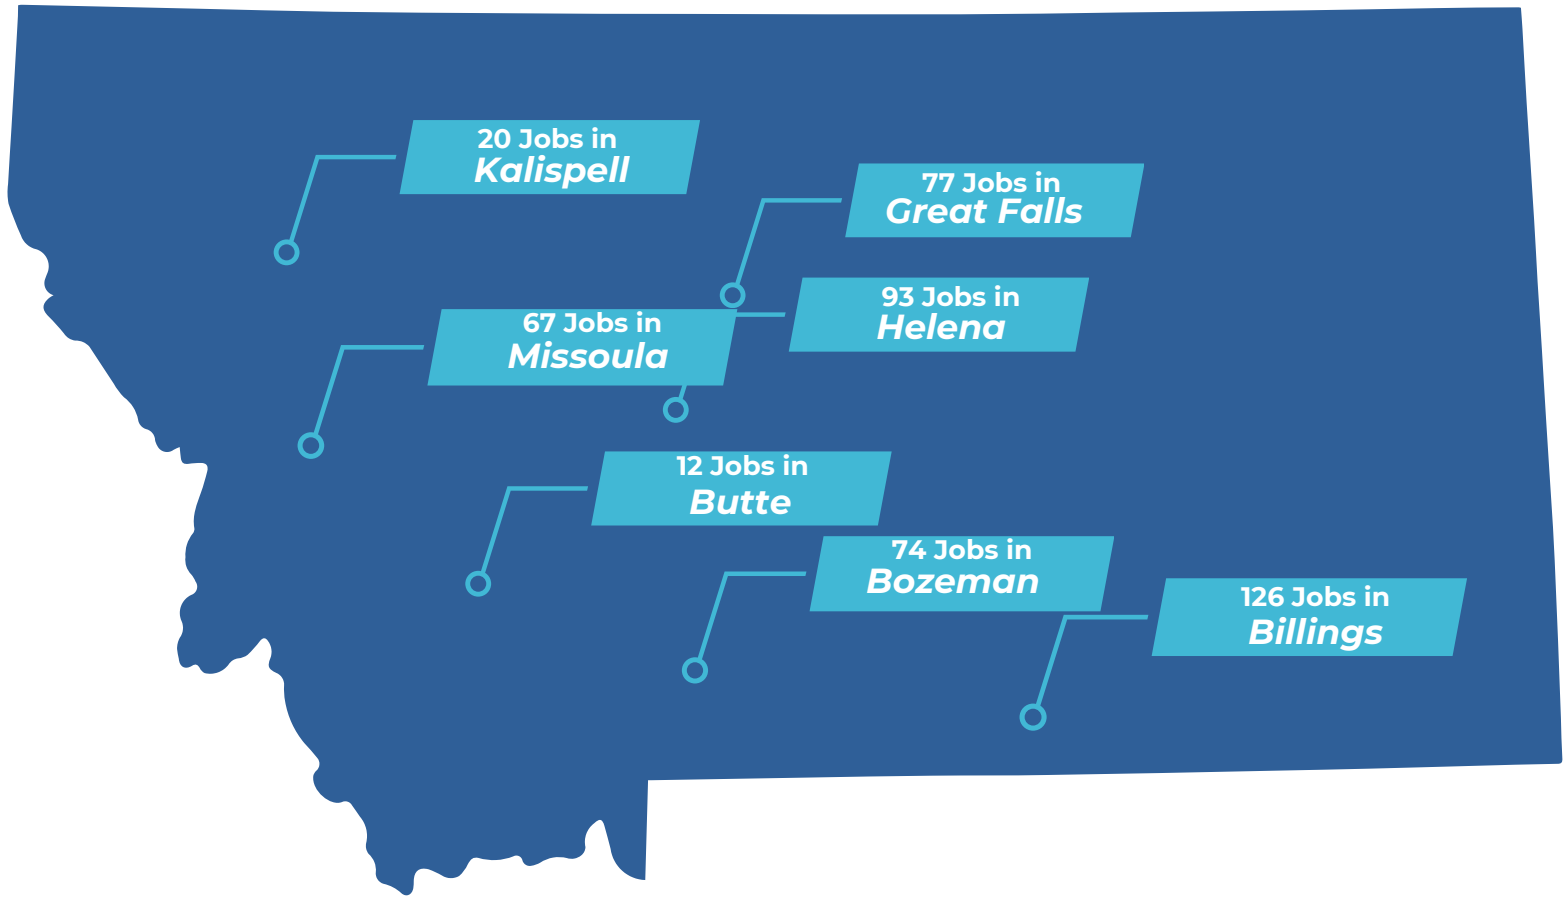 20 Jobs in
Kalispell
77 Jobs in
Great Falls
93 Jobs in
Helena
67 Jobs in
Missoula
12 Jobs in
Butte
74 Jobs in
Bozeman
126 Jobs in
Billings